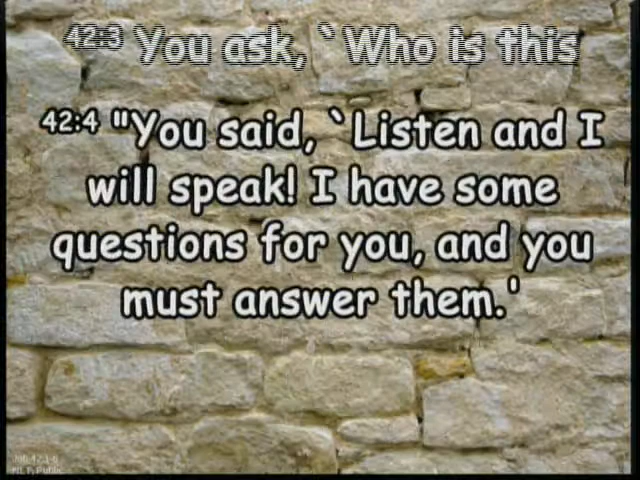 42:3 You ask, `Who is this
42:4 "You said, `Listen and I
will speak! I have some
questions for you, and you
must answer them.'